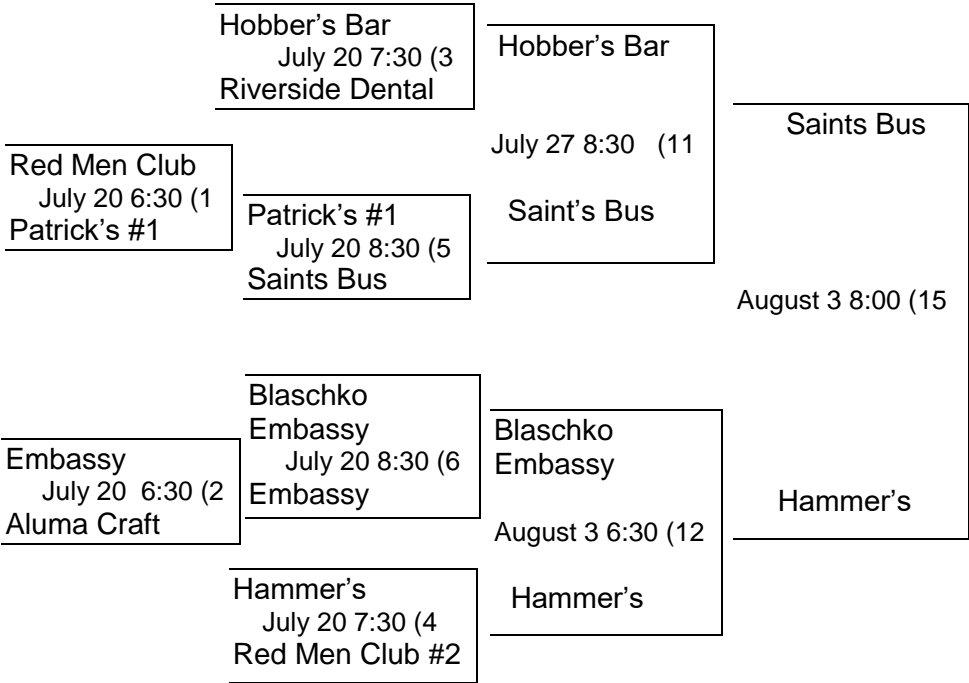 Hobber’s Bar
July 20 7:30 (3
Riverside Dental
Hobber’s Bar
July 27 8:30 (11
Saint’s Bus
Saints Bus
Red Men Club
July 20 6:30 (1
Patrick’s #1
Patrick’s #1
July 20 8:30 (5
Saints Bus
August 3 8:00 (15
Blaschko
Embassy
July 20 8:30 (6
Embassy
Embassy
July 20 6:30 (2
Aluma Craft
Blaschko
Embassy
August 3 6:30 (12
Hammer’s
Hammer’s
Hammer’s
July 20 7:30 (4
Red Men Club #2